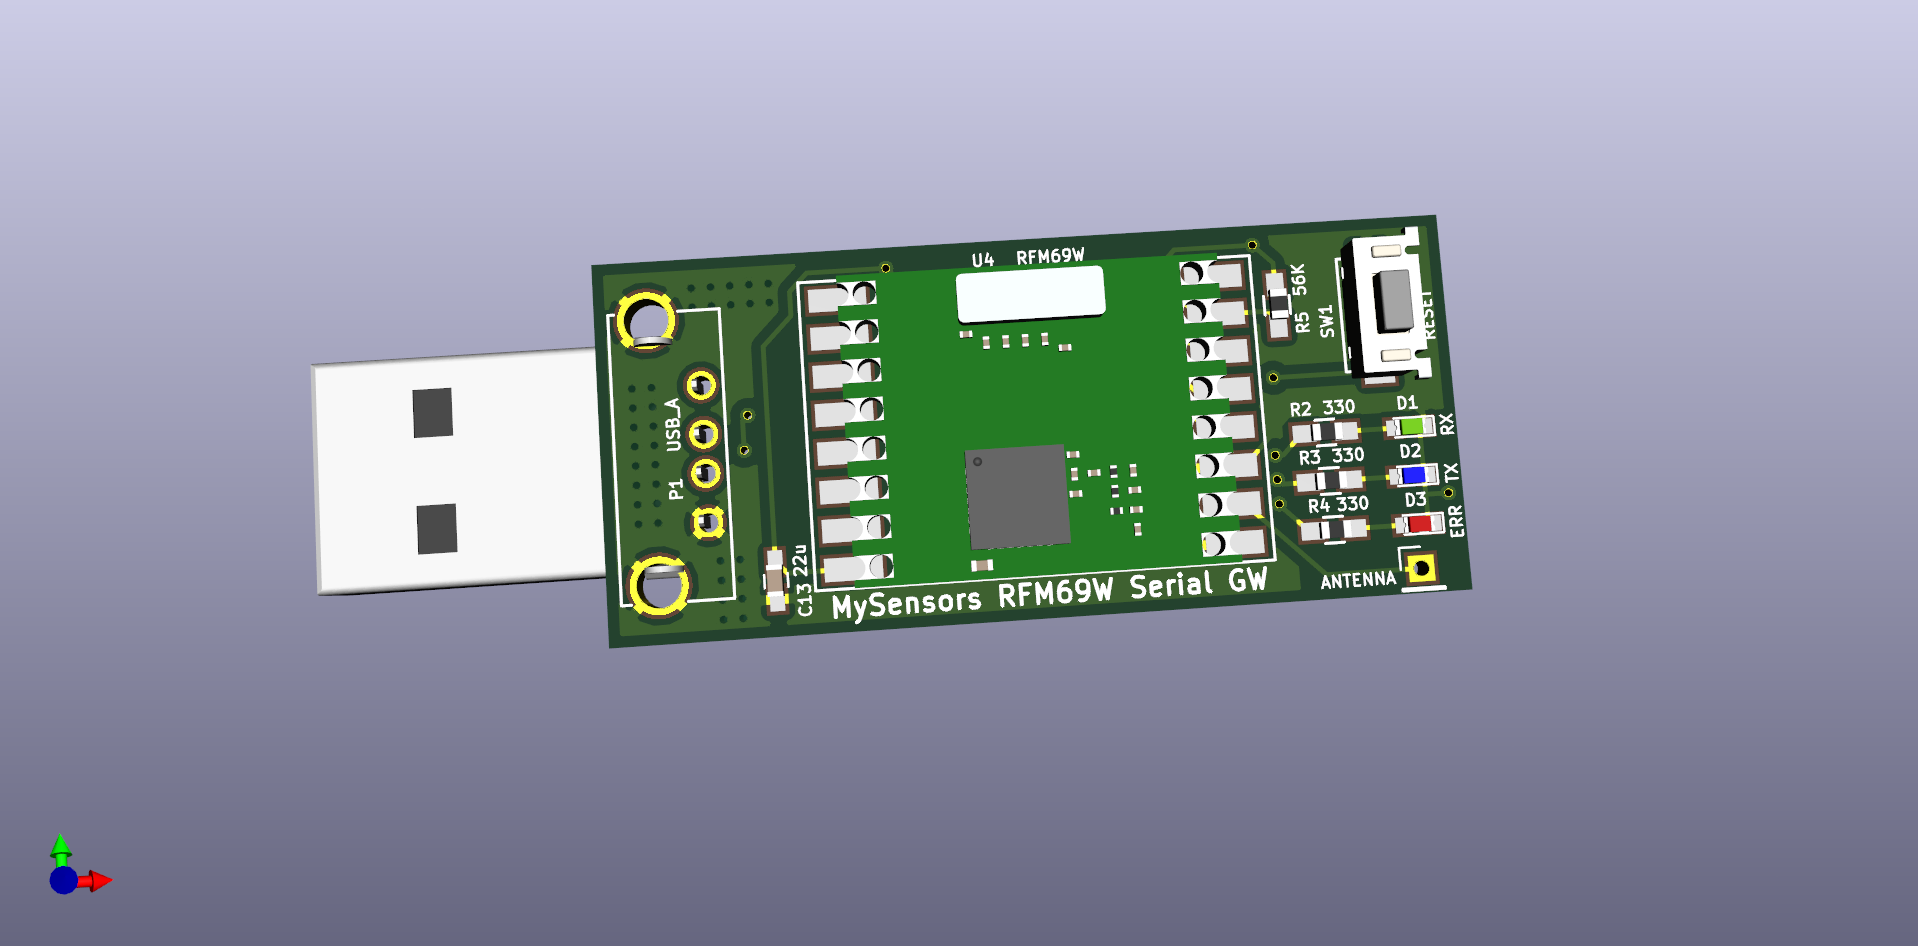 U4 RFM69W
56K
R5
SW1
RESET
USB_A
P1
R2 330
D1
RX
R3 330
D2
TX
R4 330
D3
ERR
C13 22u
MySensors RFM69W Serial GW
ANTENNA